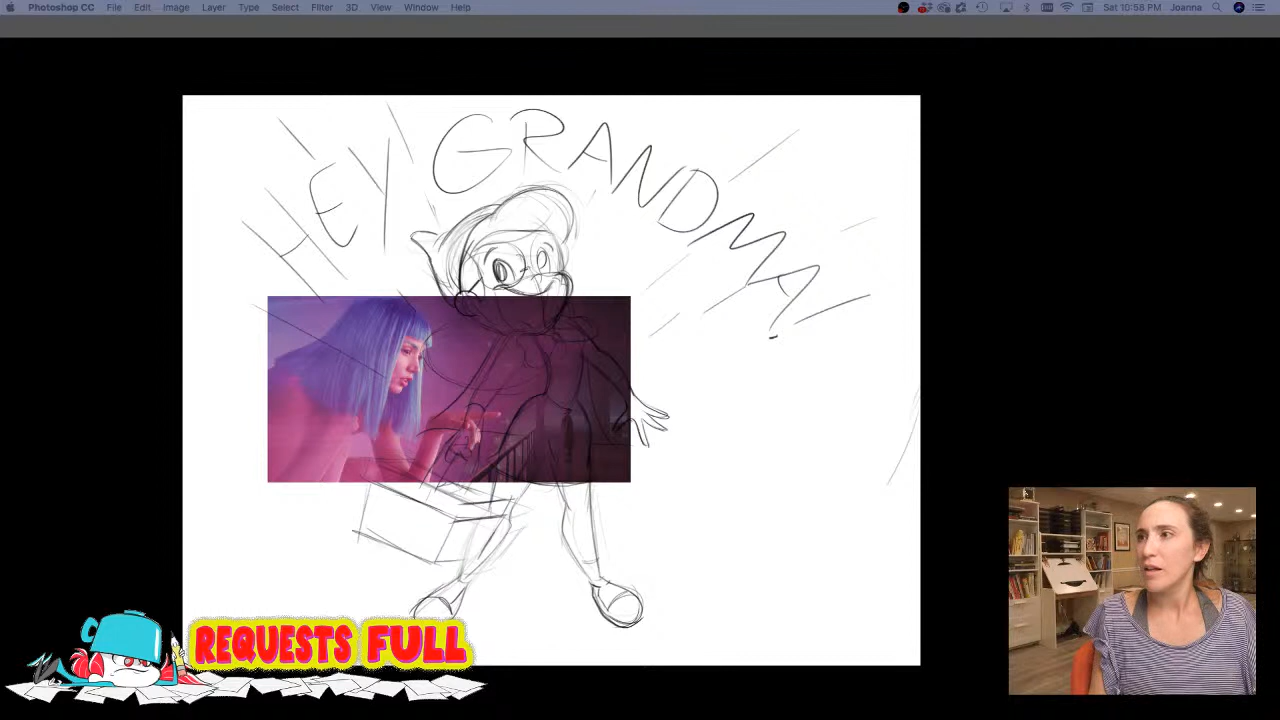 Photoshop CC File Edit Image Layer Type Select Filter 3D View Window Help Sat 10:58 PM Joanna
HEY GRANDMA!
REQUESTS FULL